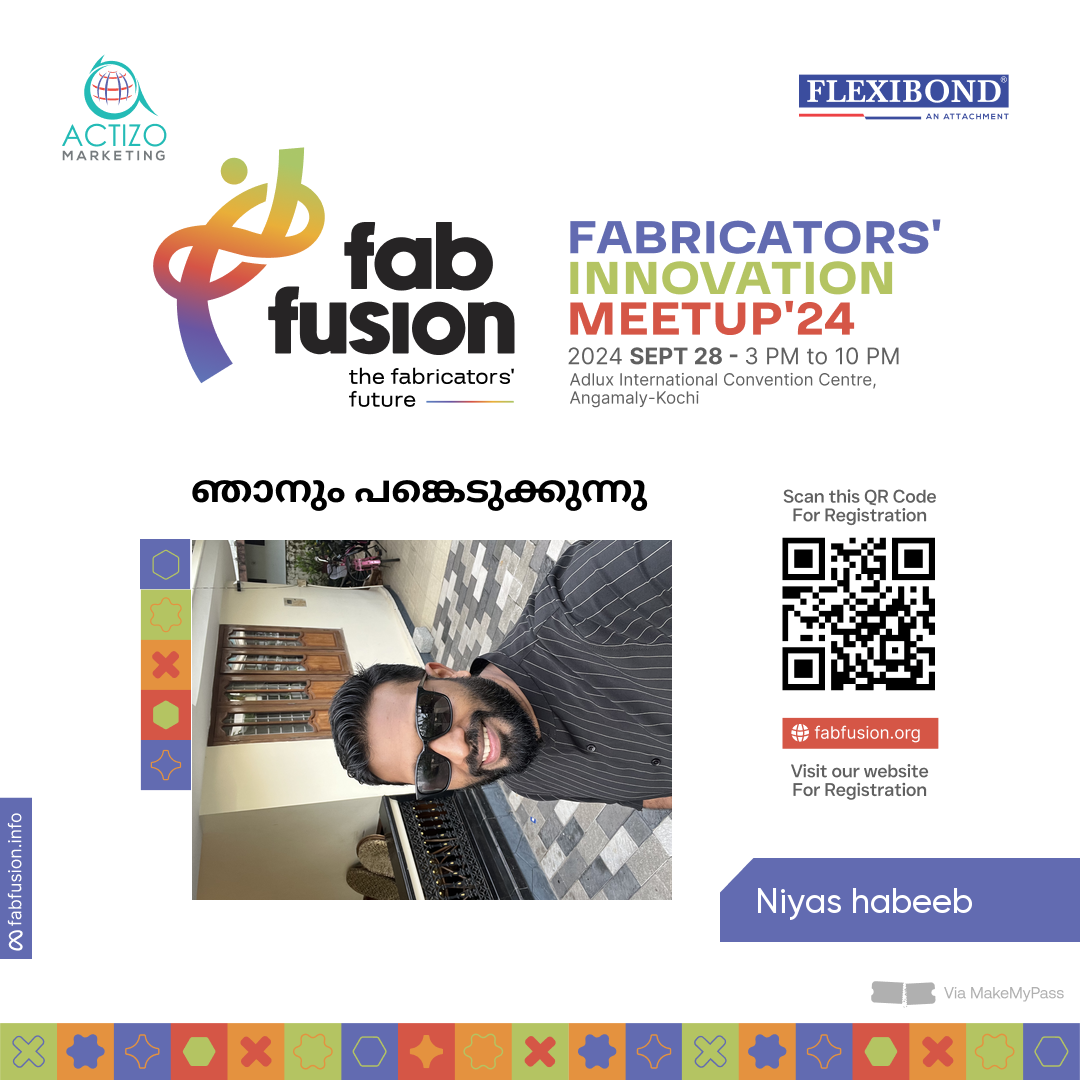 ACTIZO
MARKETING
FLEXIBOND®
AN ATTACHMENT
fab
fusion
the fabricators'
future
FABRICATORS'
INNOVATION
MEETUP'24
2024 SEPT 28 - 3 PM to 10 PM
Adlux International Convention Centre,
Angamaly-Kochi
ഞാനും പങ്കെടുക്കുന്നു
Scan this QR Code
For Registration
fabfusion.org
Visit our website
For Registration
fabfusion.info
Niyas habeeb
Via MakeMyPass